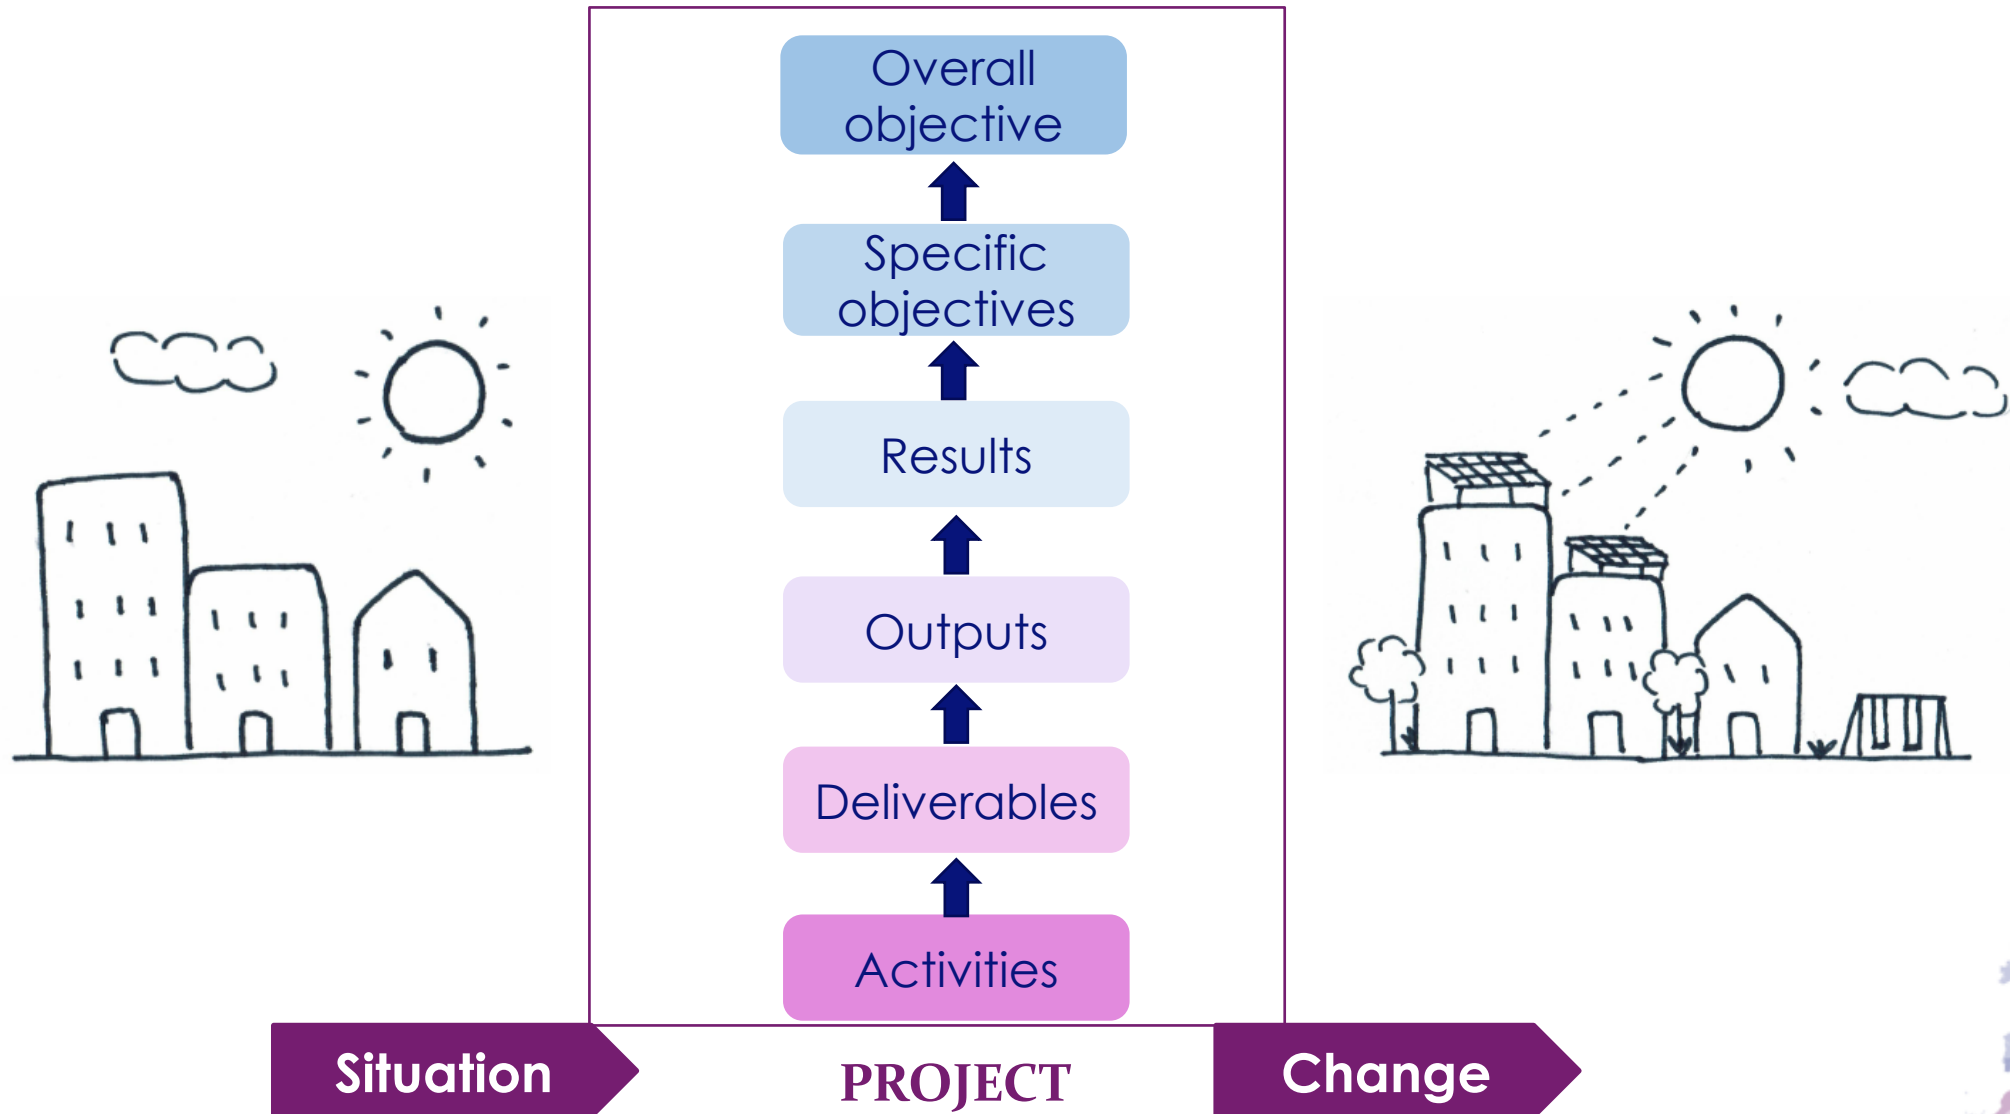 Overall
objective
Specific
objectives
Results
Outputs
Deliverables
Activities
Situation
PROJECT
Change